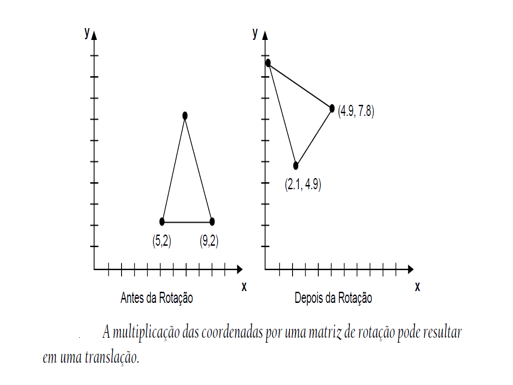 y
y
(4.9, 7.8)
(2.1, 4.9)
(5,2) (9,2)
x
x
Antes da Rotação
Depois da Rotação
A multiplicação das coordenadas por uma matriz de rotação pode resultar
em uma translação.